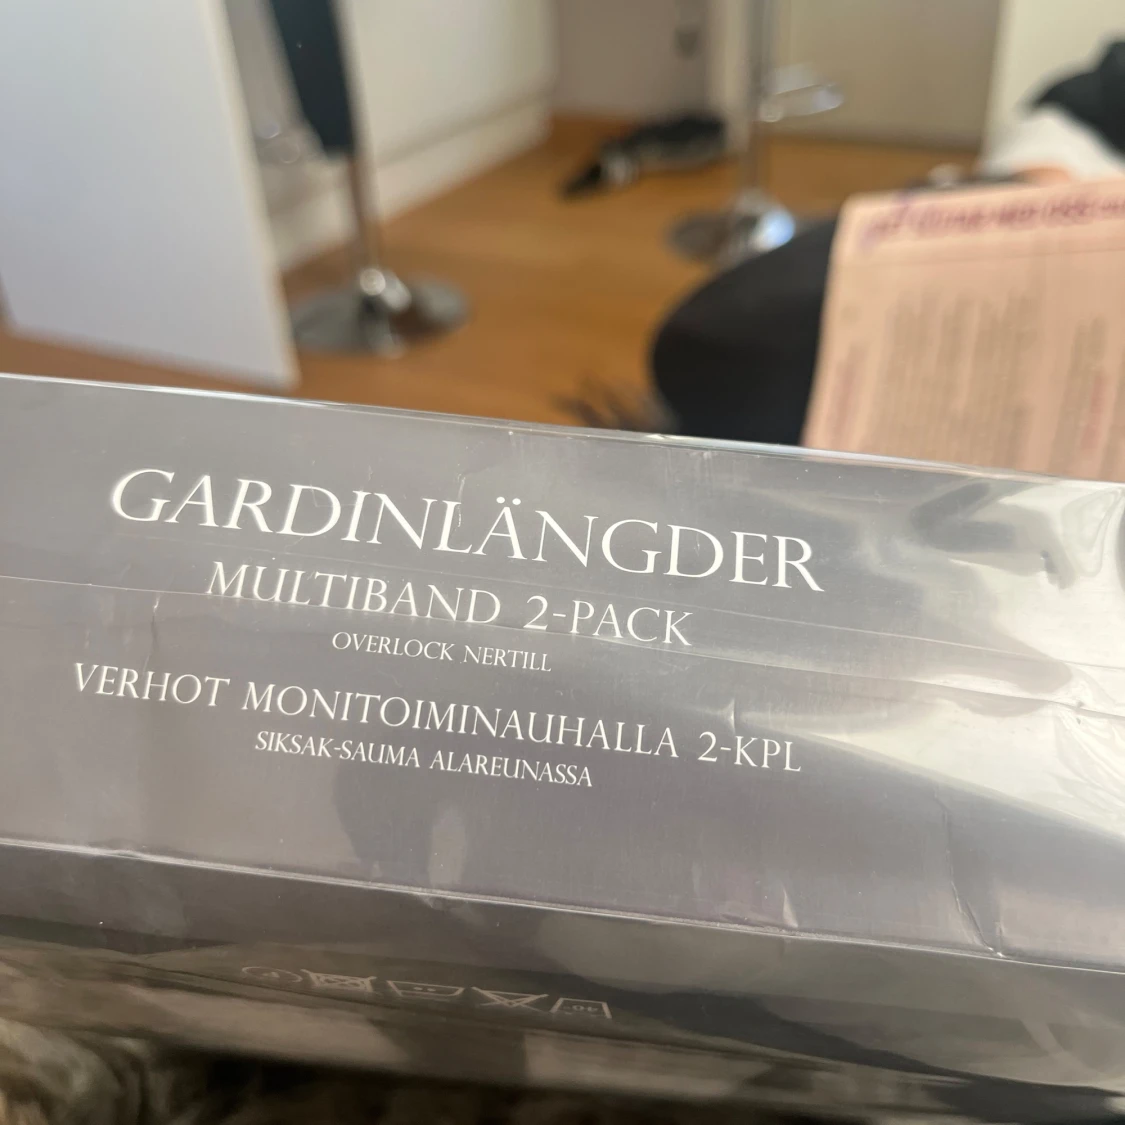 GARDINLÄNGDER
MULTIBAND 2-PACK
OVERLOCK NERTILL
VERHOT MONITOIMINAUHALLA 2-KPL
SIKSAK-SAUMA ALAREUNASSA